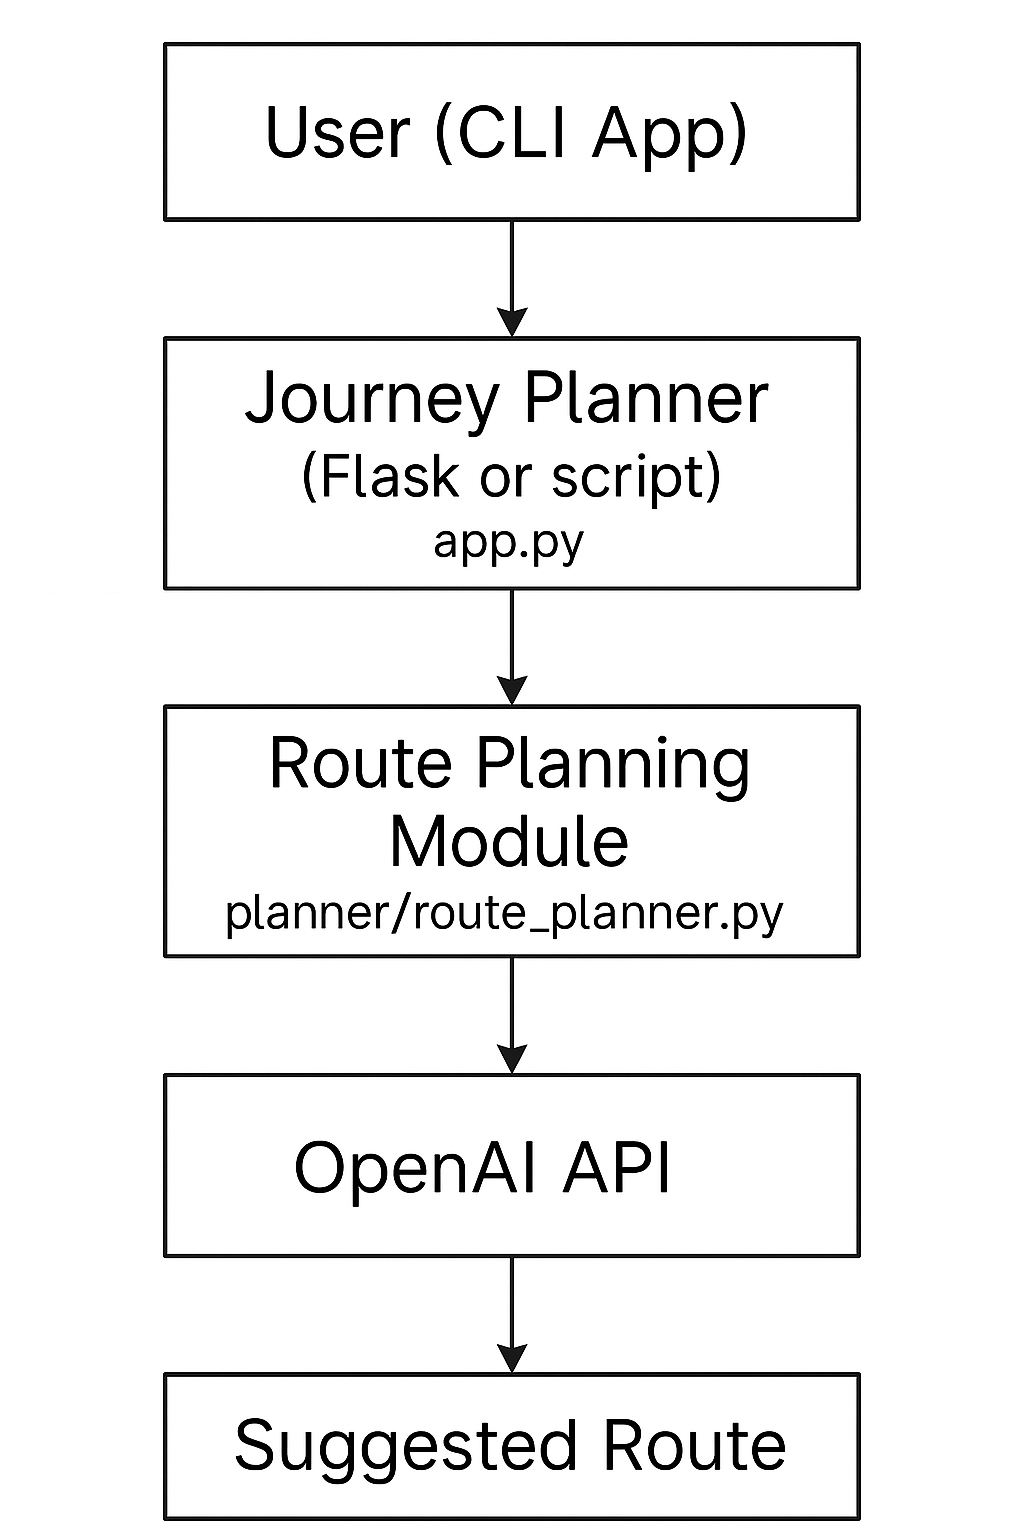 User (CLI App)
Journey Planner
(Flask or script)
app.py
Route Planning
Module
planner/route_planner.py
OpenAI API
Suggested Route